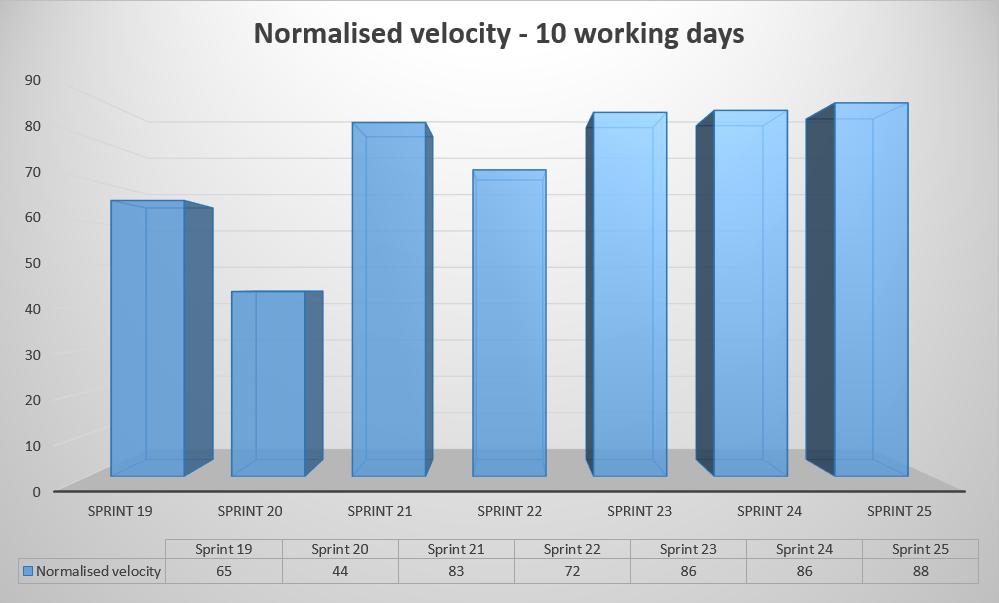 Normalised velocity - 10 working days
90
80
70
60
50
40
30
20
10
0
SPRINT 19 SPRINT 20 SPRINT 21 SPRINT 22 SPRINT 23 SPRINT 24 SPRINT 25
Sprint 19 Sprint 20 Sprint 21 Sprint 22 Sprint 23 Sprint 24 Sprint 25
Normalised velocity 65 44 83 72 86 86 88